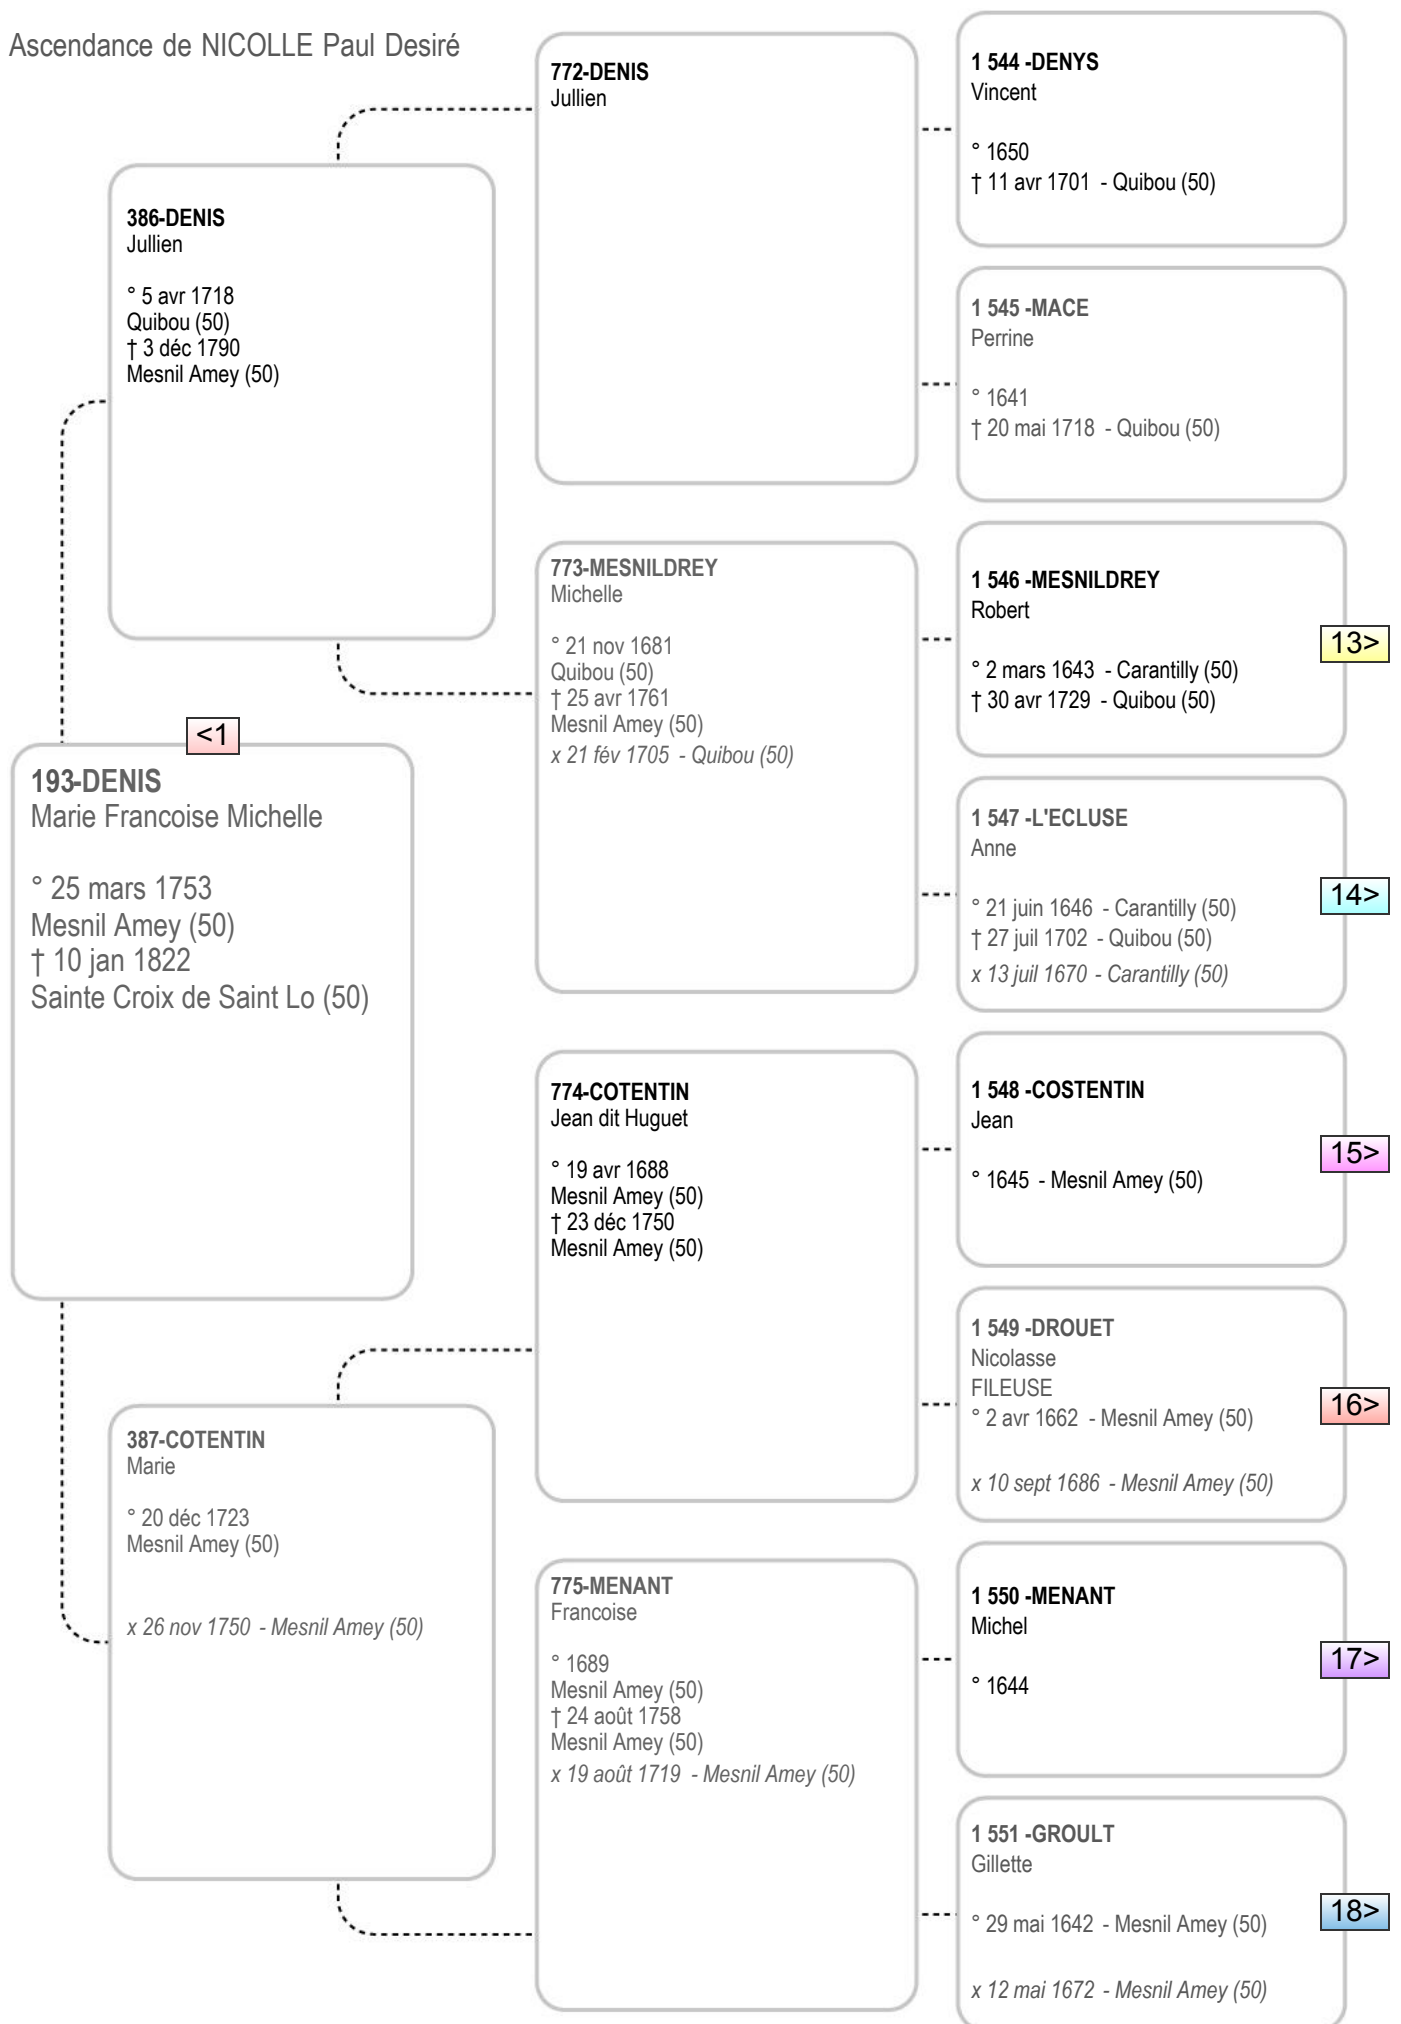 Ascendance de NICOLLE Paul Desiré
<1
193-DENIS
Marie Francoise Michelle
° 25 mars 1753
Mesnil Amey (50)
† 10 jan 1822
Sainte Croix de Saint Lo (50)
386-DENIS
Jullien
° 5 avr 1718
Quibou (50)
† 3 déc 1790
Mesnil Amey (50)
387-COTENTIN
Marie
° 20 déc 1723
Mesnil Amey (50)
x 26 nov 1750 - Mesnil Amey (50)
772-DENIS
Jullien
773-MESNILDREY
Michelle
° 21 nov 1681
Quibou (50)
† 25 avr 1761
Mesnil Amey (50)
x 21 fév 1705 - Quibou (50)
774-COTENTIN
Jean dit Huguet
° 19 avr 1688
Mesnil Amey (50)
† 23 déc 1750
Mesnil Amey (50)
775-MENANT
Francoise
° 1689
Mesnil Amey (50)
† 24 août 1758
Mesnil Amey (50)
x 19 août 1719 - Mesnil Amey (50)
1 544 -DENYS
Vincent
° 1650
† 11 avr 1701 - Quibou (50)
1 545 -MACE
Perrine
° 1641
† 20 mai 1718 - Quibou (50)
1 546 -MESNILDREY
Robert
° 2 mars 1643 - Carantilly (50)
† 30 avr 1729 - Quibou (50)
13>
1 547 -L'ECLUSE
Anne
° 21 juin 1646 - Carantilly (50)
† 27 juil 1702 - Quibou (50)
x 13 juil 1670 - Carantilly (50)
14>
1 548 -COSTENTIN
Jean
° 1645 - Mesnil Amey (50)
15>
1 549 -DROUET
Nicolasse
FILEUSE
° 2 avr 1662 - Mesnil Amey (50)
x 10 sept 1686 - Mesnil Amey (50)
16>
1 550 -MENANT
Michel
° 1644
17>
1 551 -GROULT
Gillette
° 29 mai 1642 - Mesnil Amey (50)
x 12 mai 1672 - Mesnil Amey (50)
18>